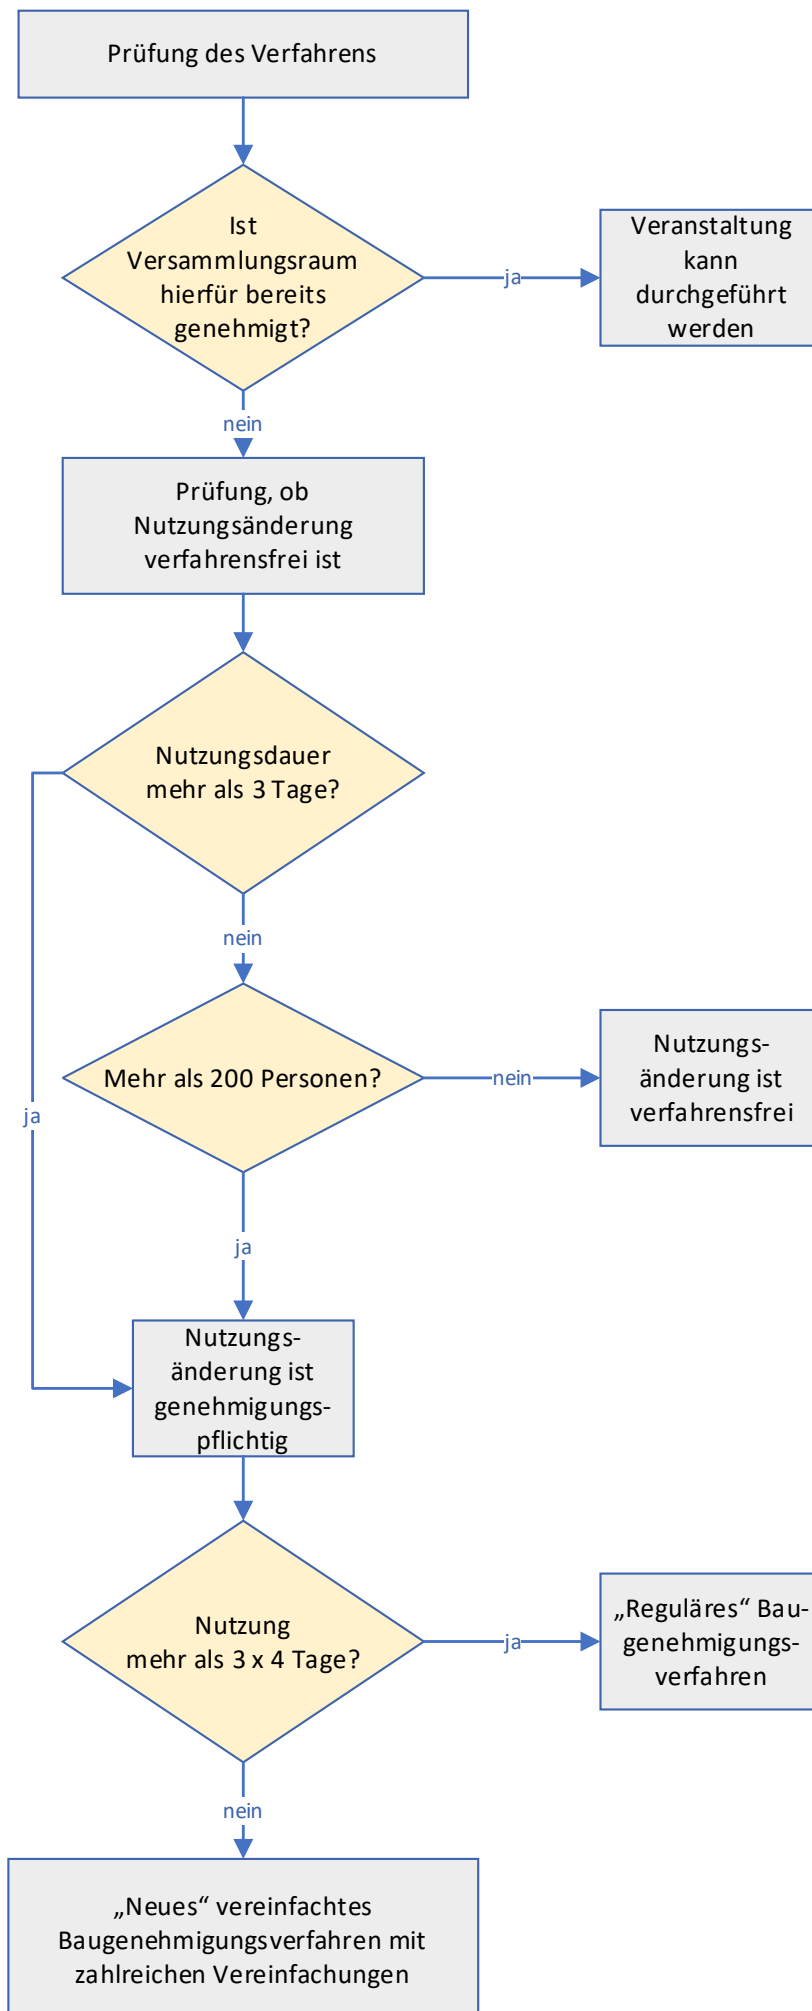 Prüfung des Verfahrens
Ist
Versammlungsraum
hierfür bereits
genehmigt?
ja
Veranstaltung
kann
durchgeführt
werden
nein
Prüfung, ob
Nutzungsänderung
verfahrensfrei ist
Nutzungsdauer
mehr als 3 Tage?
nein
Mehr als 200 Personen?
nein
Nutzungs-
änderung ist
verfahrensfrei
ja
ja
Nutzungs-
änderung ist
genehmigungs-
pflichtig
Nutzung
mehr als 3 x 4 Tage?
ja
„Reguläres“ Bau-
genehmigungs-
verfahren
nein
„Neues“ vereinfachtes
Baugenehmigungsverfahren mit
zahlreichen Vereinfachungen